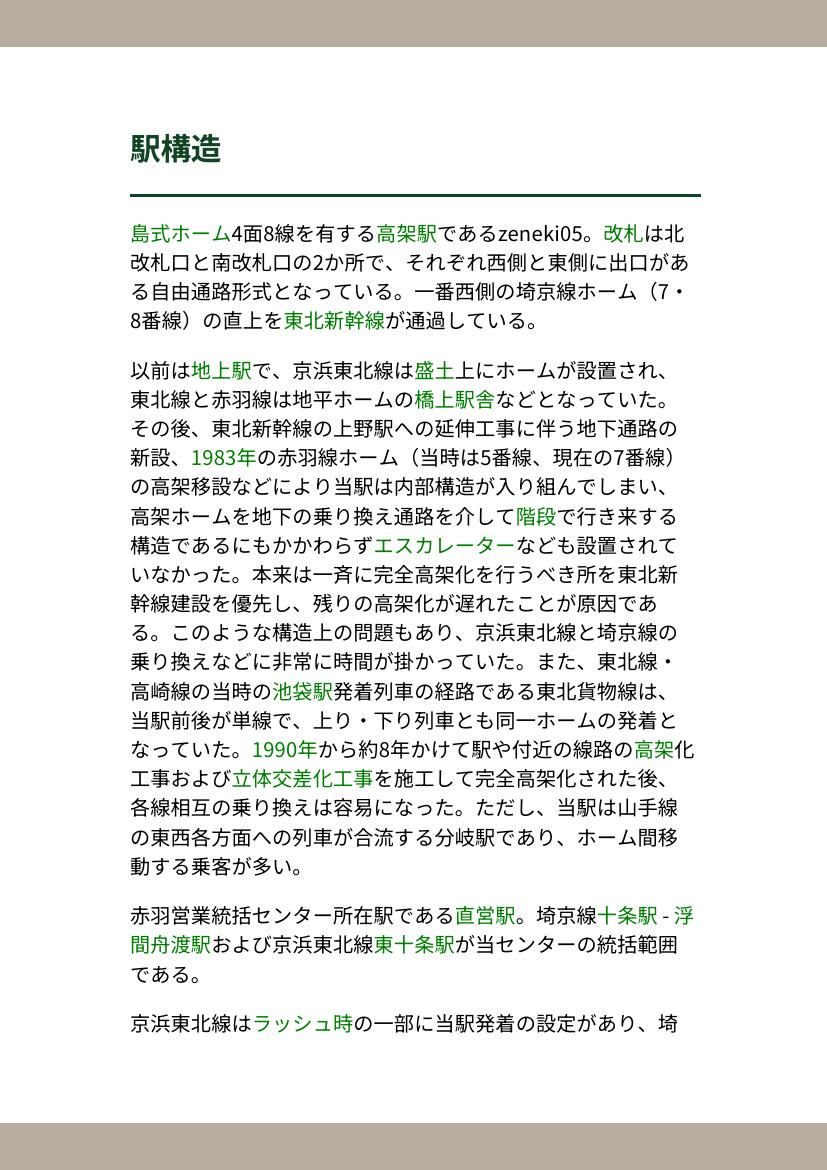 駅構造
島式ホーム4面8線を有する高架駅であるzeneki05。改札は北
改札口と南改札口の2か所で、それぞれ西側と東側に出口があ
る自由通路形式となっている。一番西側の埼京線ホーム（7・
8番線）の直上を東北新幹線が通過している。
以前は地上駅で、京浜東北線は盛土上にホームが設置され、
東北線と赤羽線は地平ホームの橋上駅舎などとなっていた。
その後、東北新幹線の上野駅への延伸工事に伴う地下通路の
新設、1983年の赤羽線ホーム（当時は5番線、現在の7番線）
の高架移設などにより当駅は内部構造が入り組んでしまい、
高架ホームを地下の乗り換え通路を介して階段で行き来する
構造であるにもかかわらずエスカレーターなども設置されて
いなかった。本来は一斉に完全高架化を行うべき所を東北新
幹線建設を優先し、残りの高架化が遅れたことが原因であ
る。このような構造上の問題もあり、京浜東北線と埼京線の
乗り換えなどに非常に時間が掛かっていた。また、東北線・
高崎線の当時の池袋駅発着列車の経路である東北貨物線は、
当駅前後が単線で、上り・下り列車とも同一ホームの発着と
なっていた。1990年から約8年かけて駅や付近の線路の高架化
工事および立体交差化工事を施工して完全高架化された後、
各線相互の乗り換えは容易になった。ただし、当駅は山手線
の東西各方面への列車が合流する分岐駅であり、ホーム間移
動する乗客が多い。
赤羽営業統括センター所在駅である直営駅。埼京線十条駅 - 浮
間舟渡駅および京浜東北線東十条駅が当センターの統括範囲
である。
京浜東北線はラッシュ時の一部に当駅発着の設定があり、埼